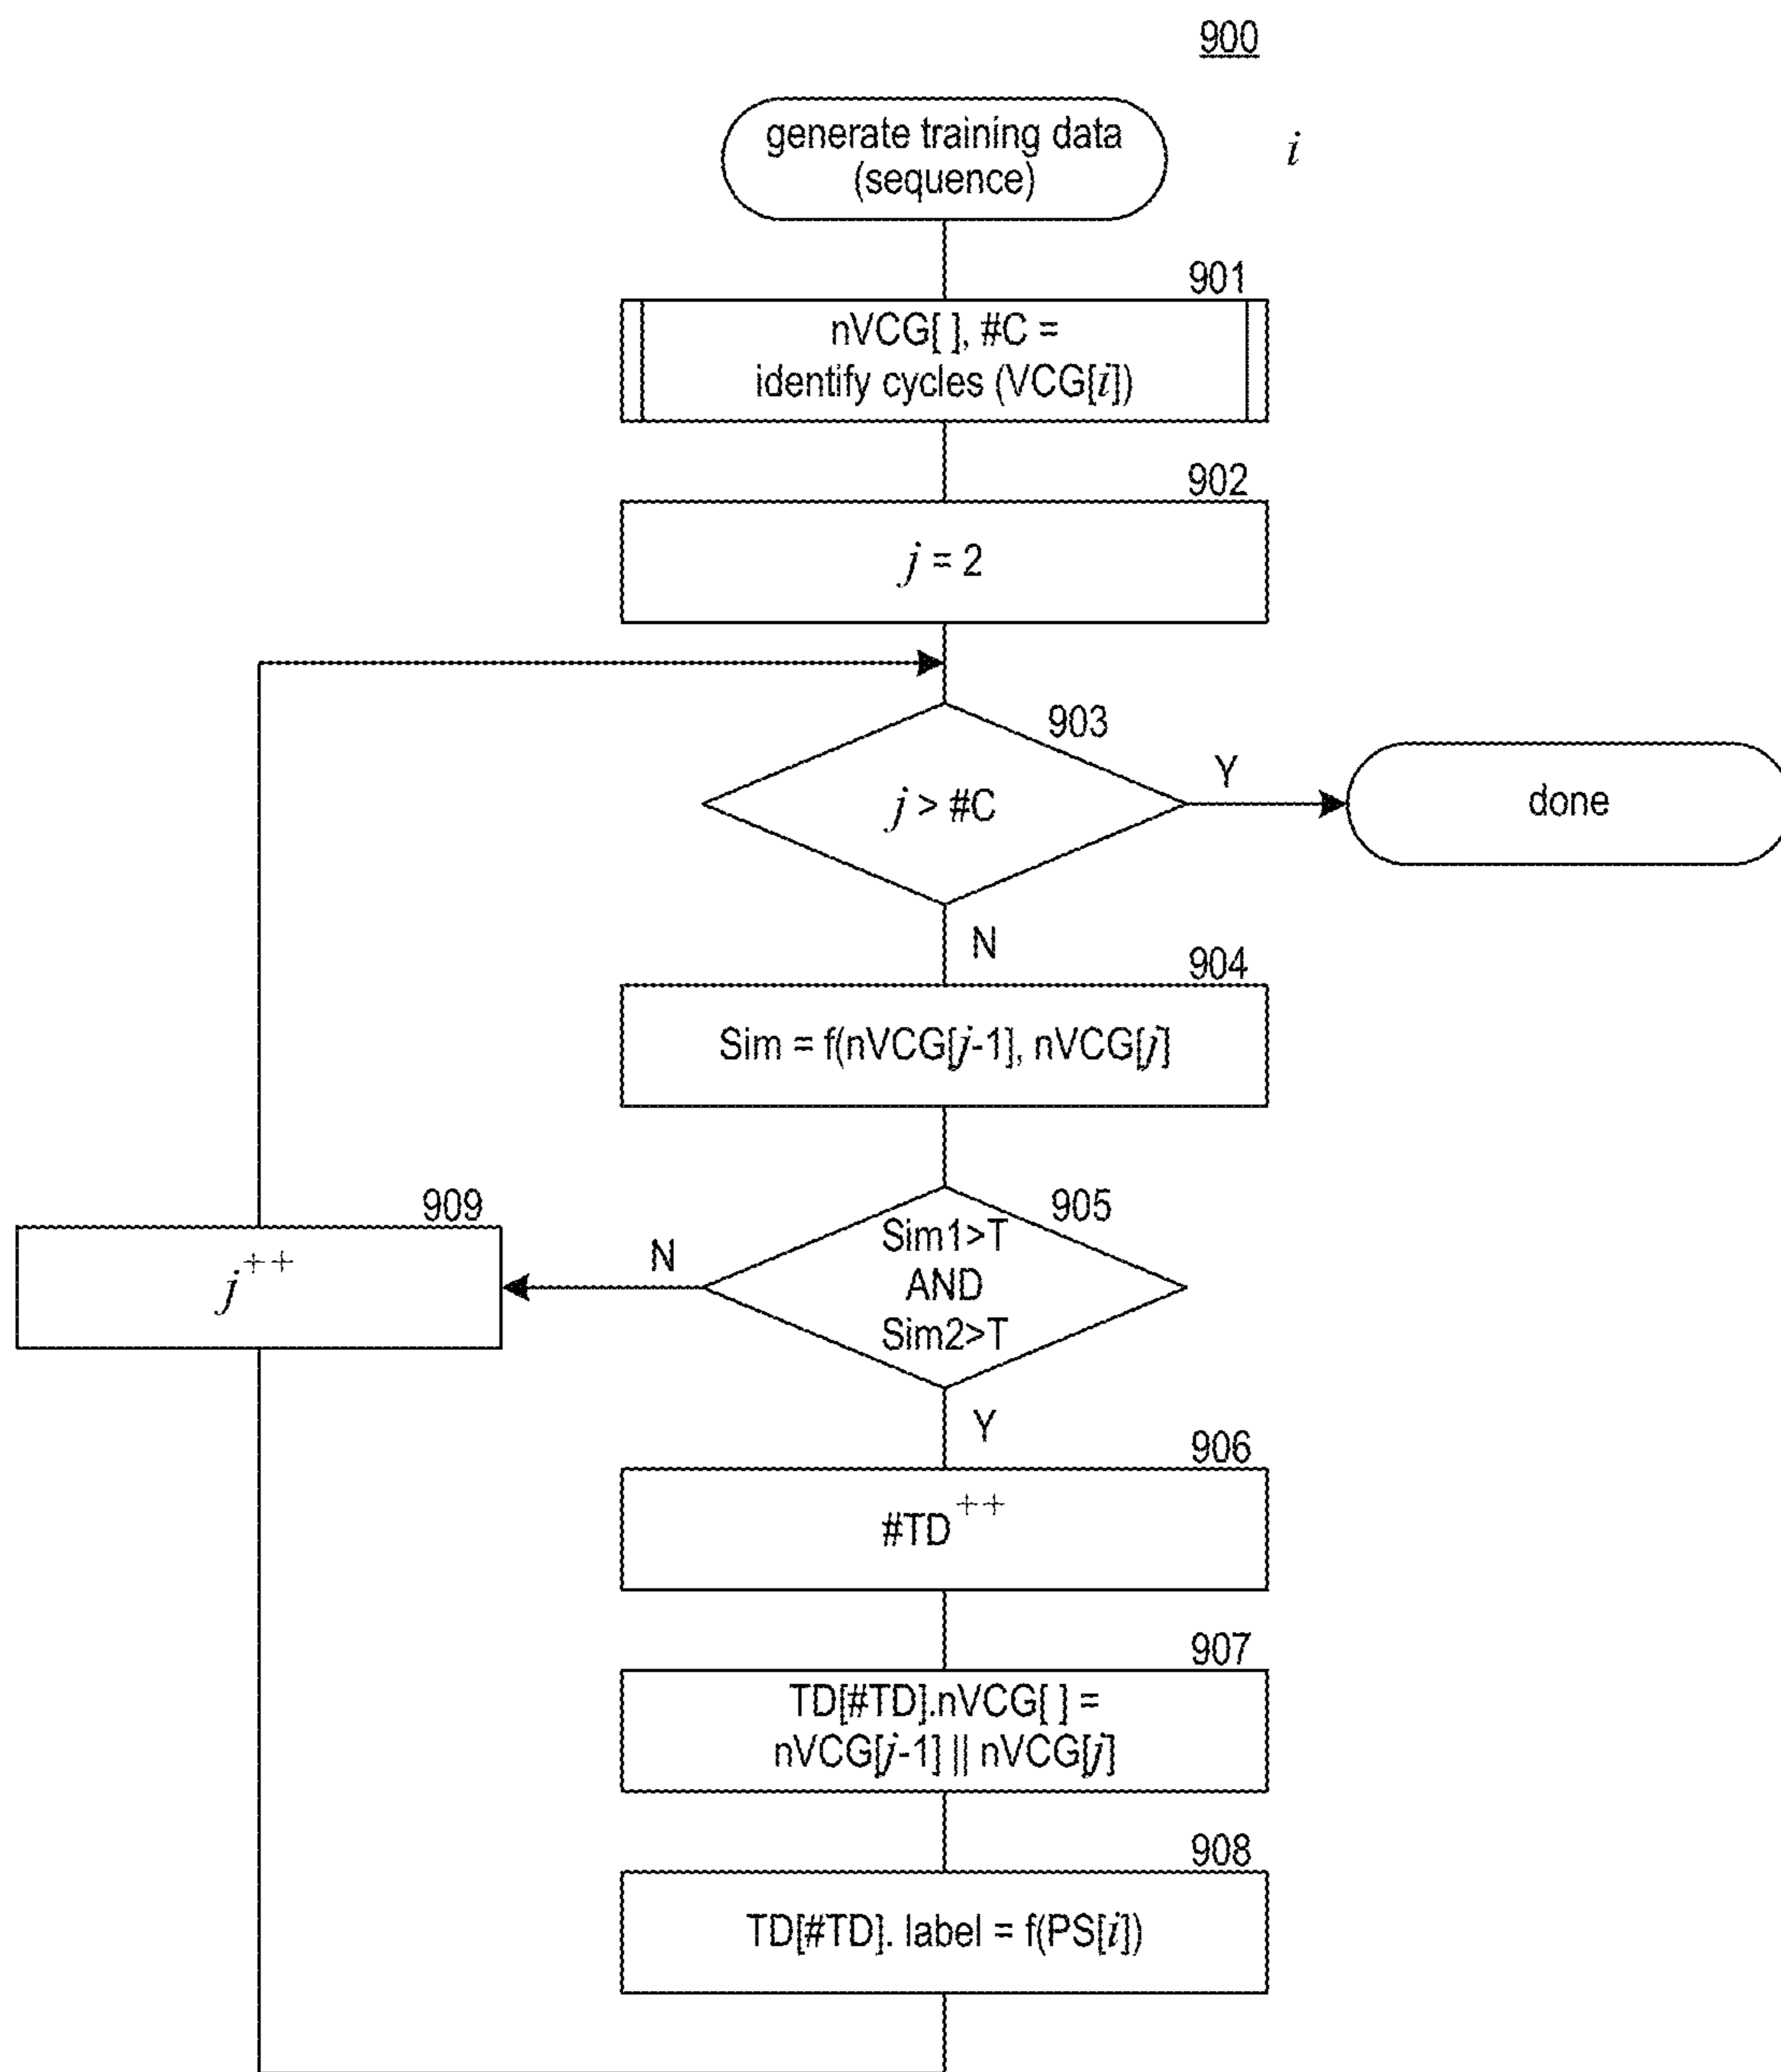 900
generate training data
(sequence)
i
901
nVCG[ ], #C =
identify cycles (VCG[i])
902
j = 2
903
j > #C
Y
done
N
904
Sim = f(nVCG[j-1], nVCG[j]
905
Sim1>T
AND
Sim2>T
N
909
j++
Y
906
#TD++
907
TD[#TD].nVCG[ ] =
nVCG[j-1] || nVCG[j]
908
TD[#TD]. label = f(PS[i])